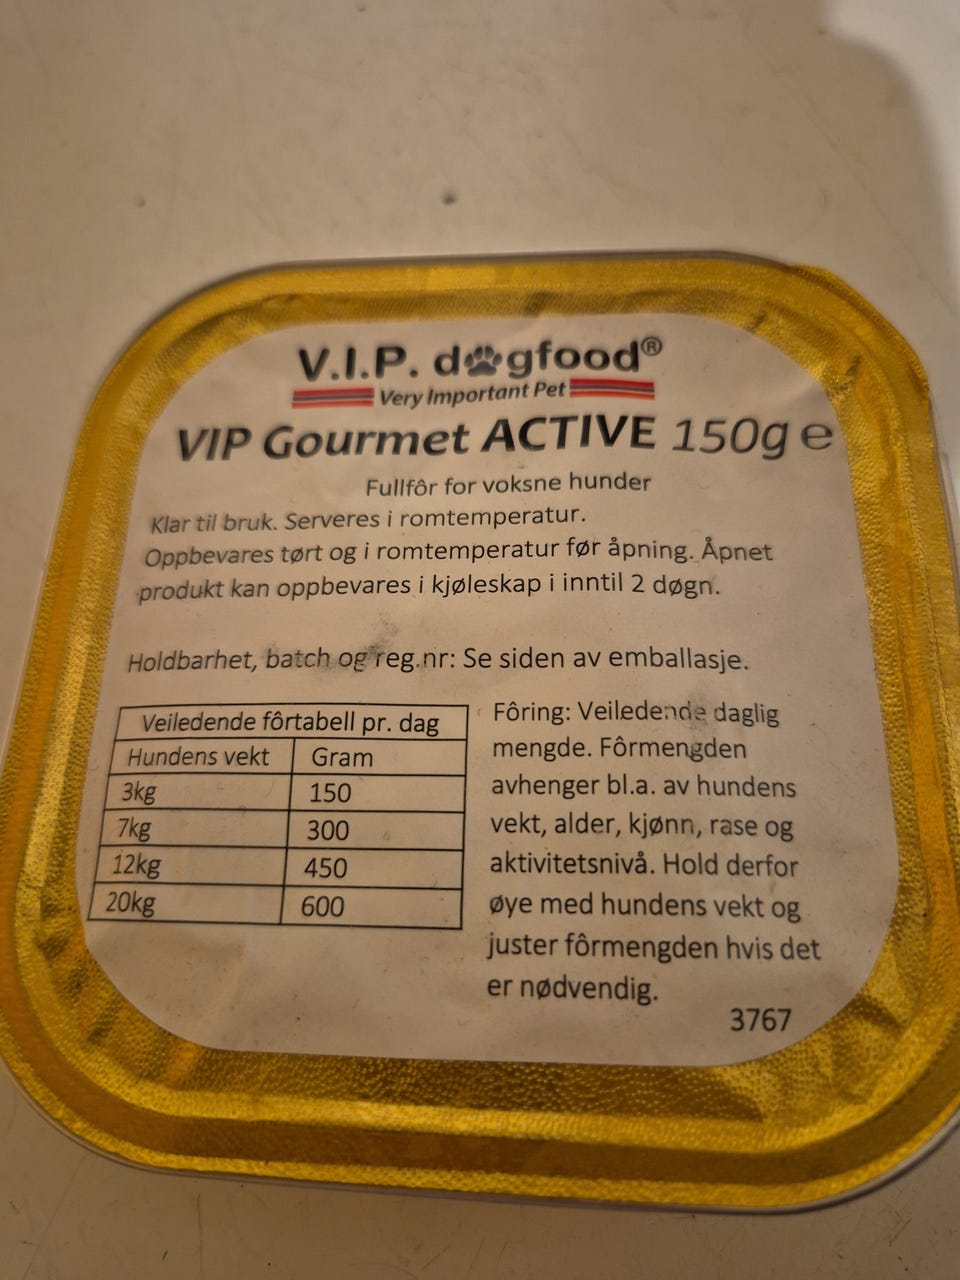 V.I.P. dogfood®
Very Important Pet
VIP Gourmet ACTIVE 150g e
Fullfôr for voksne hunder
Klar til bruk. Serveres i romtemperatur.
Oppbevares tørt og i romtemperatur før åpning. Åpnet
produkt kan oppbevares i kjøleskap i inntil 2 døgn.
Holdbarhet, batch og reg.nr: Se siden av emballasje.
Veiledende fôrtabell pr. dag
Hundens vekt Gram
3kg 150
7kg 300
12kg 450
20kg 600
Fôring: Veiledende daglig
mengde. Fôrmengden
avhenger bl.a. av hundens
vekt, alder, kjønn, rase og
aktivitetsnivå. Hold derfor
øye med hundens vekt og
juster fôrmengden hvis det
er nødvendig.
3767